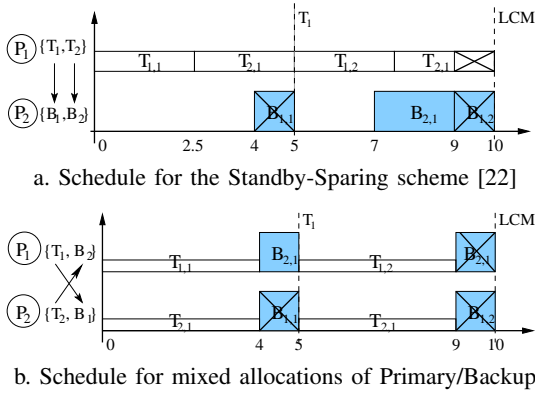 T1 LCM
P1 {T1,T2}
T1,1 T2,1 T1,2 T2,1
P2 {B1,B2} B1,1 B2,1 B1,2
0 2.5 4 5 7 9 10
a. Schedule for the Standby-Sparing scheme [22]
T1 LCM
P1 {T1, B2} B2,1 B2,1
T1,1 T1,2
P2 {T2, B1} B1,1 B1,2
T2,1 T2,1
0 4 5 9 10
b. Schedule for mixed allocations of Primary/Backup